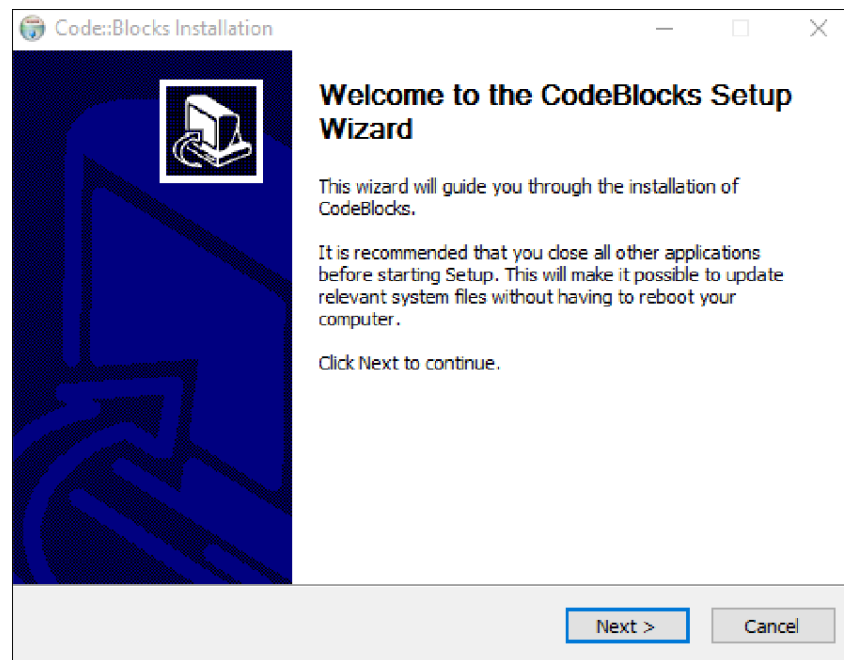 Code::Blocks Installation
Welcome to the CodeBlocks Setup
Wizard
This wizard will guide you through the installation of
CodeBlocks.
It is recommended that you close all other applications
before starting Setup. This will make it possible to update
relevant system files without having to reboot your
computer.
Click Next to continue.
Next >
Cancel